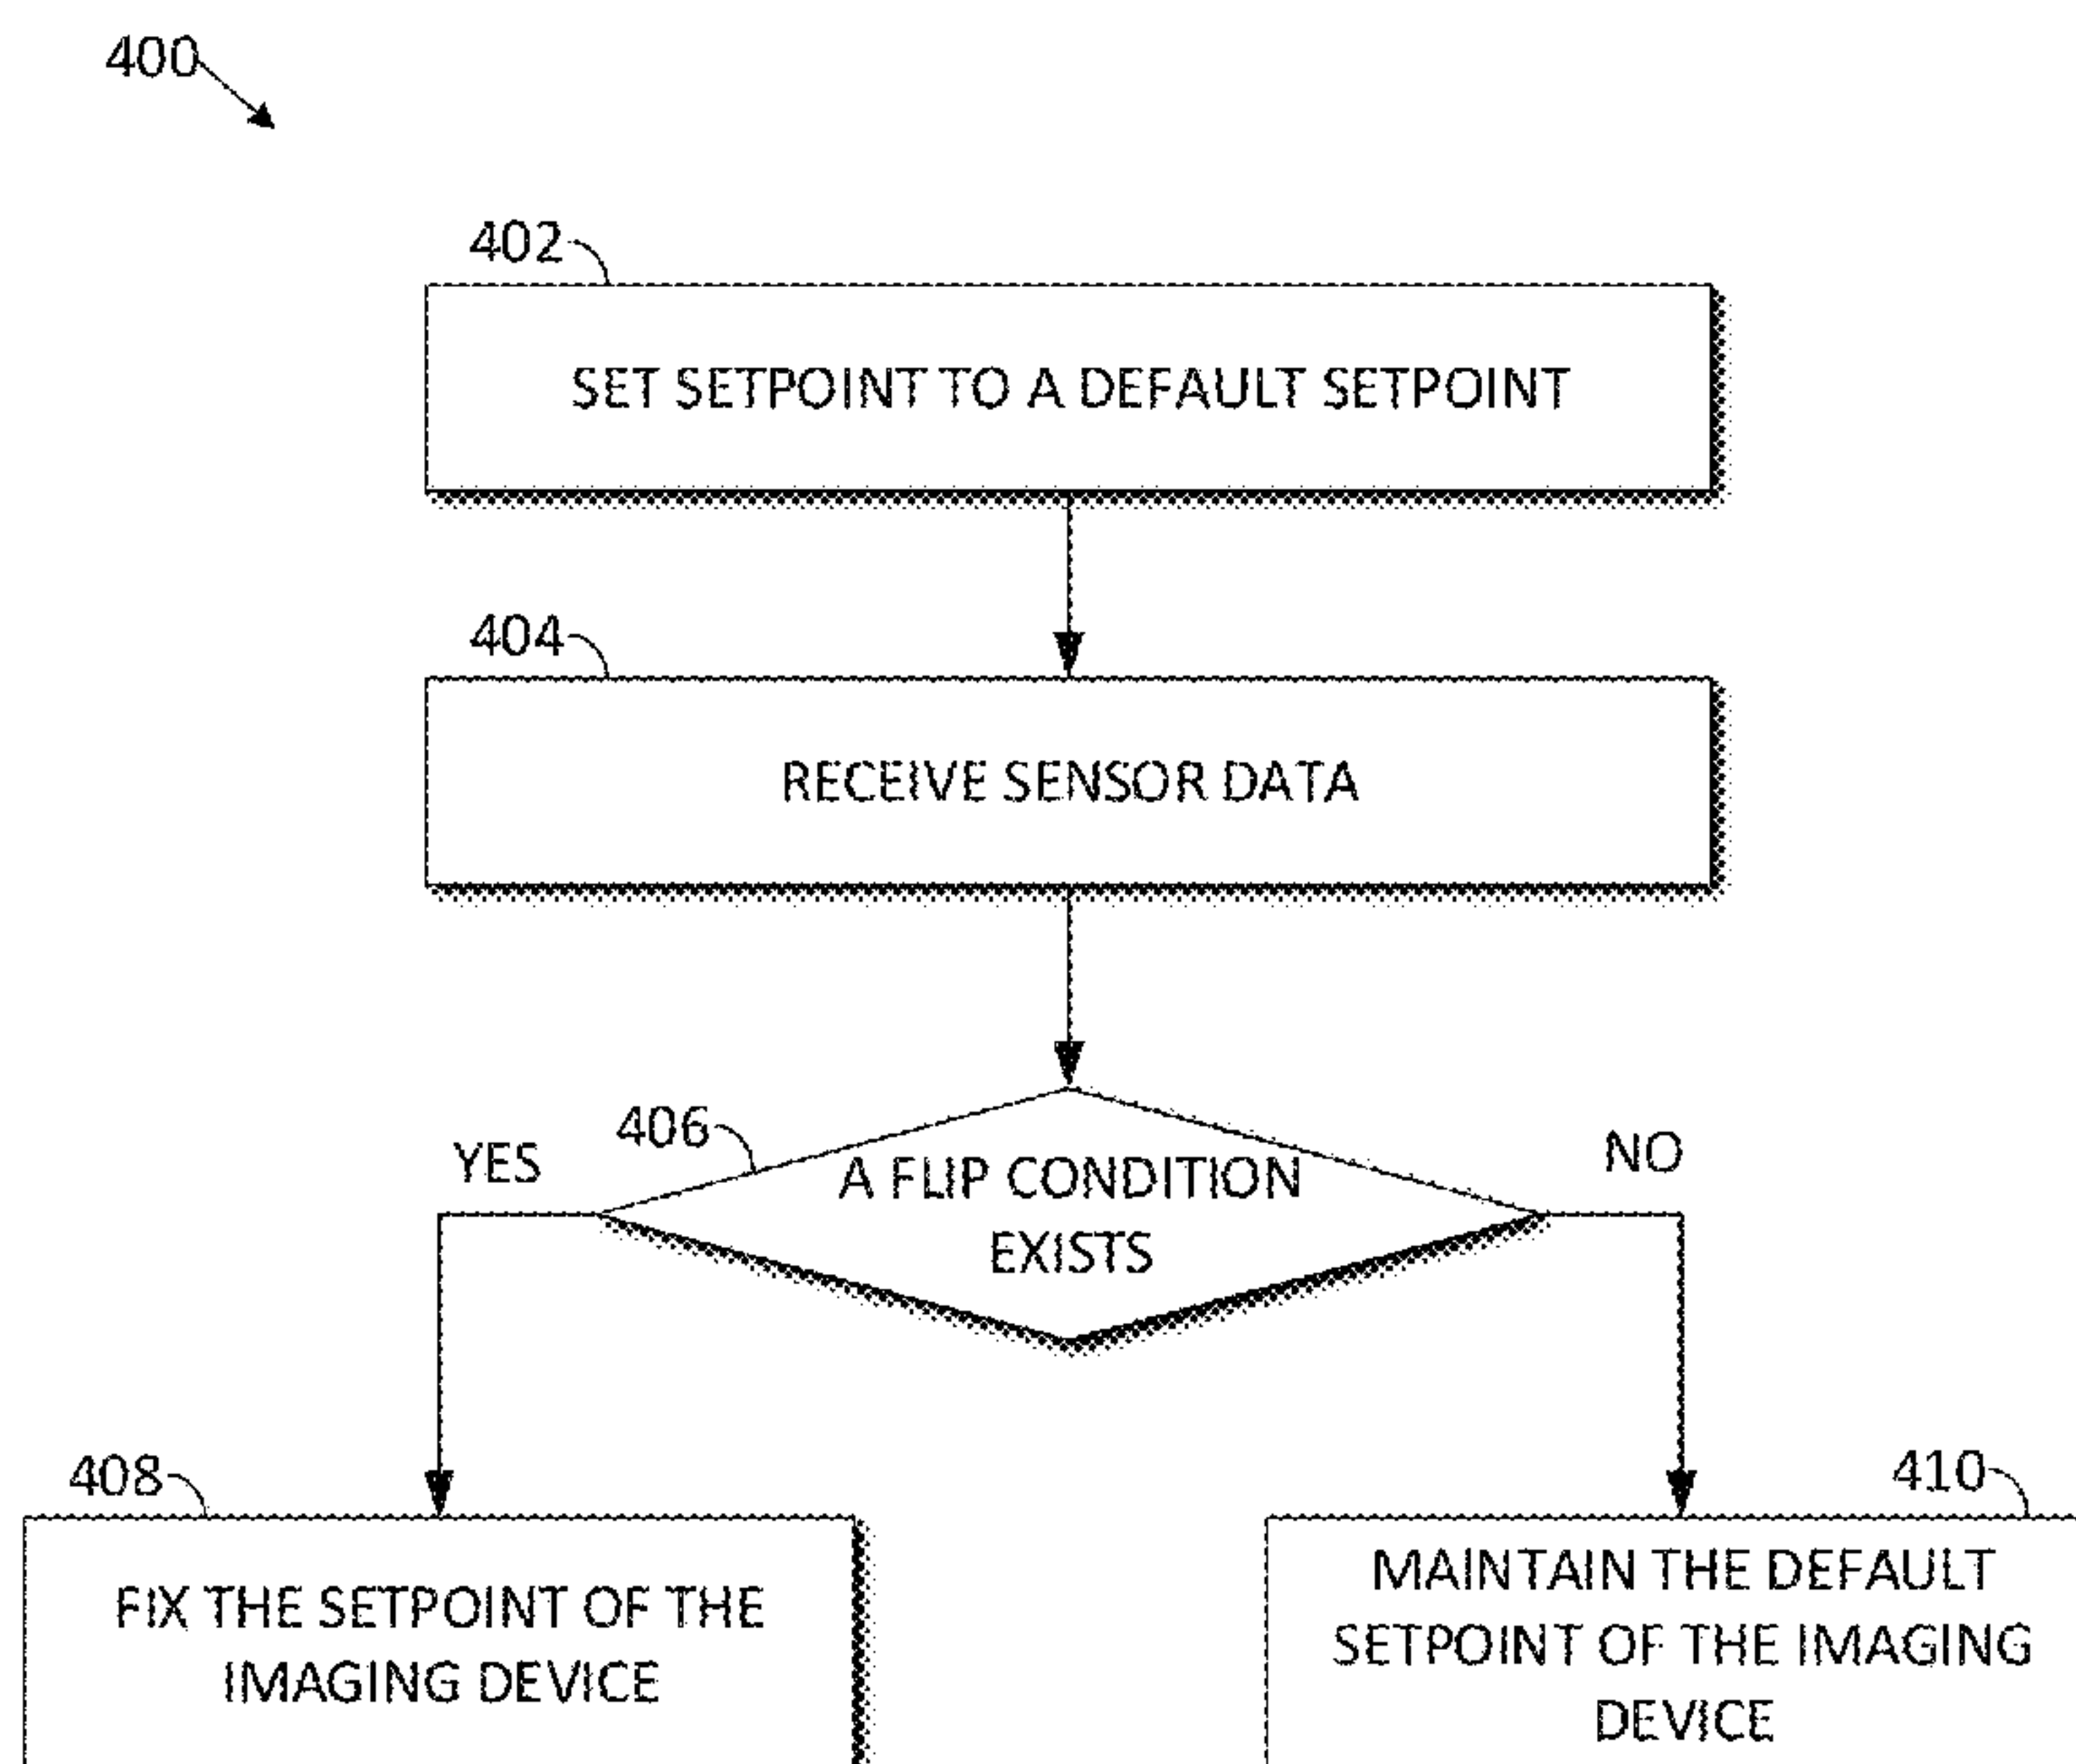 400
402
SET SETPOINT TO A DEFAULT SETPOINT
404
RECEIVE SENSOR DATA
406
YES
NO
A FLIP CONDITION
EXISTS
408
410
FIX THE SETPOINT OF THE
IMAGING DEVICE
MAINTAIN THE DEFAULT
SETPOINT OF THE IMAGING
DEVICE